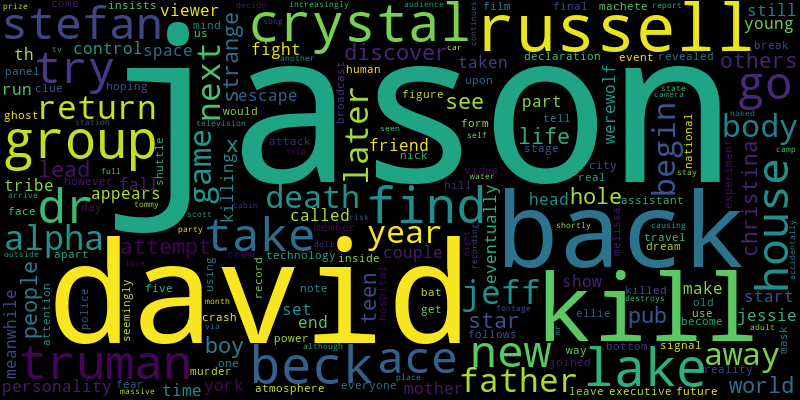 prize come insists viewer decide increasingly audience film final machete report still
stefan mind us crystal song continues russell young
panel th control space strange fight discover taken event revealed break
try next jason car declaration others
run clue hoping television another human upon
ghost station escape would broadcast figure see part werewolf state camera go
return later seen form tell naked
group x friend self life stage begin national body
lead shuttle game attack nick city stay camp
tribe however full fall killing trip video real experiment christina house
appears cabin death find water hole head assistant
dr face day tommy scott called hill eventually travel melissa
arrive party member risk year shortly dream causing accidentally
alpha attempt take night recording back
outside apart couple doll technology inside
people live crew using record hospital jeff show killed make start
meanwhile attention police seemingly david five month note teen bat footage destroys old
crash set get star kill ellie pub use jessie
boy via end power although follows mr become adult mask
truman one beck ace new bottom signal away
murder place way joined lake reality
personality fear time york atmosphere everyone mother father leave executive future world
massive